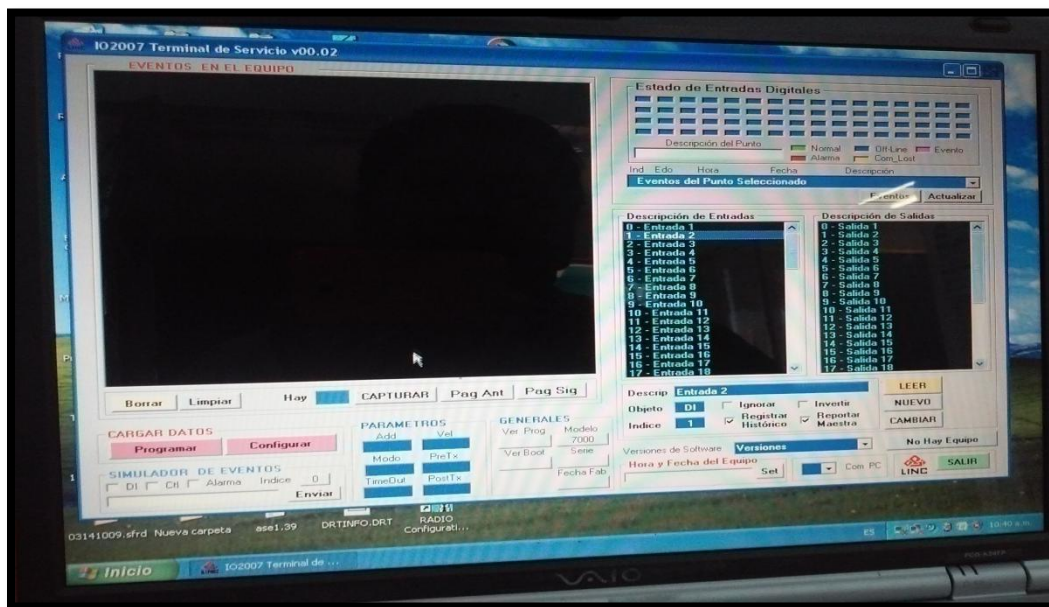 IO2007 Terminal de Servicio v00.02
EVENTOS EN EL EQUIPO
Estado de Entradas Digitales
Descripción del Punto
Normal
Off-Line
Evento
Alarma
Com_Lost
Ind Edo Hora Fecha Descripción
Eventos del Punto Seleccionado
Eventos
Actualizar
Descripción de Entradas
0 - Entrada 1
1 - Entrada 2
2 - Entrada 3
3 - Entrada 4
4 - Entrada 5
5 - Entrada 6
6 - Entrada 7
7 - Entrada 8
8 - Entrada 9
9 - Entrada 10
10 - Entrada 11
11 - Entrada 12
12 - Entrada 13
13 - Entrada 14
14 - Entrada 15
15 - Entrada 16
16 - Entrada 17
17 - Entrada 18
Descripción de Salidas
0 - Salida 1
1 - Salida 2
2 - Salida 3
3 - Salida 4
4 - Salida 5
5 - Salida 6
6 - Salida 7
7 - Salida 8
8 - Salida 9
9 - Salida 10
10 - Salida 11
11 - Salida 12
12 - Salida 13
13 - Salida 14
14 - Salida 15
15 - Salida 16
16 - Salida 17
17 - Salida 18
Borrar
Limpiar
Hay
CAPTURAR
Pag Ant
Pag Sig
Descrip Entrada 2
Objeto DI
Ignorar
Invertir
Indice 1
Registrar Histórico
Reportar Maestra
LEER
NUEVO
CAMBIAR
CARGAR DATOS
Programar
Configurar
PARAMETROS
Add Vel
Modo PreTx
TimeOut PostTx
GENERALES
Ver Prog Modelo
7000
Ver Boot Serie
Fecha Fab
Versiones de Software Versiones
No Hay Equipo
Hora y Fecha del Equipo
Set
Com PC
LINC
SALIR
SIMULADOR DE EVENTOS
DI Ctl Alarma Indice 0
Enviar
03141009.sfrd
Nueva carpeta
ase1.39
DRTINFO.DRT
RADIO
Configurati...
Inicio
IO2007 Terminal de ...
ES
10:40 a.m.
VAIO